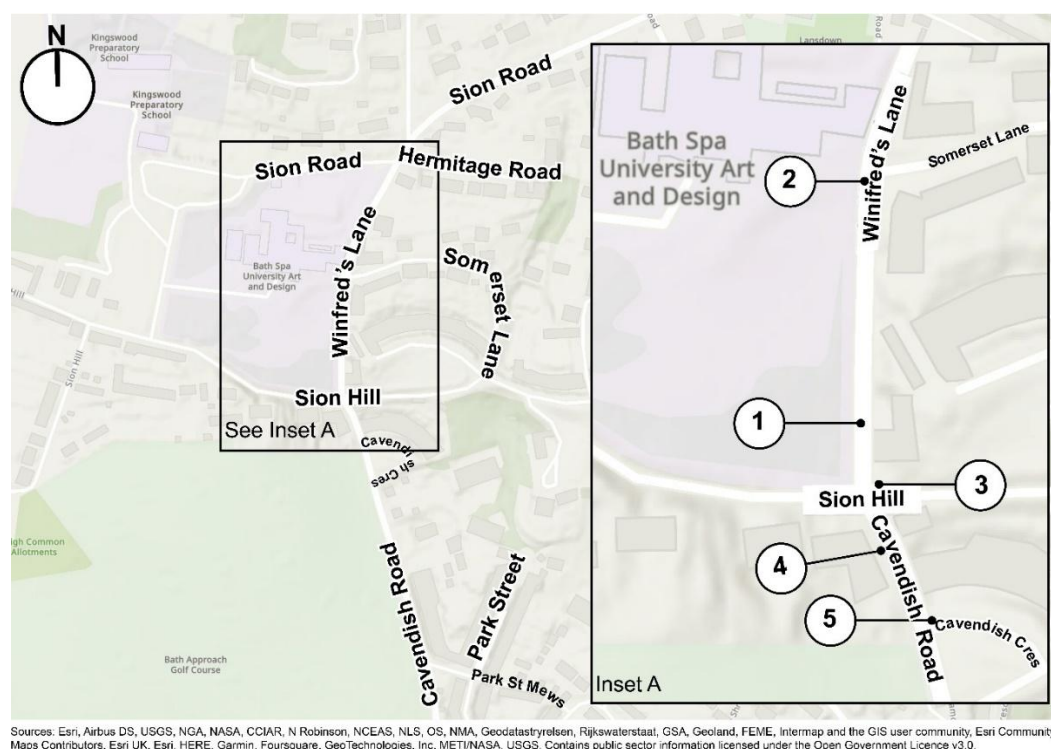 N
Kingswood
Preparatory
School
Kingswood
Preparatory
School
Sion Road
Sion Road
Hermitage Road
Winfred's Lane
Bath Spa
University Art
and Design
Somerset Lane
Sion Hill
Sion Hill
See Inset A
Cavendish Cres
Allotments
Cavendish Road
Park Street
Park St Mews
Bath Approach
Golf Course
Lansdown
Road
Bath Spa
University Art
and Design
Winifred's Lane
Somerset Lane
2
1
3
Sion Hill
4
Cavendish Road
5
Cavendish Cres
Inset A
Sources: Esri, Airbus DS, USGS, NGA, NASA, CCIAR, N Robinson, NCEAS, NLS, OS, NMA, Geodatastyrelsen, Rijkswaterstaat, GSA, Geoland, FEME, Intermap and the GIS user community, Esri Community
Maps Contributors, Esri UK, Esri, HERE, Garmin, Foursquare, GeoTechnologies, Inc, METI/NASA, USGS, Contains public sector information licensed under the Open Government Licence v3.0